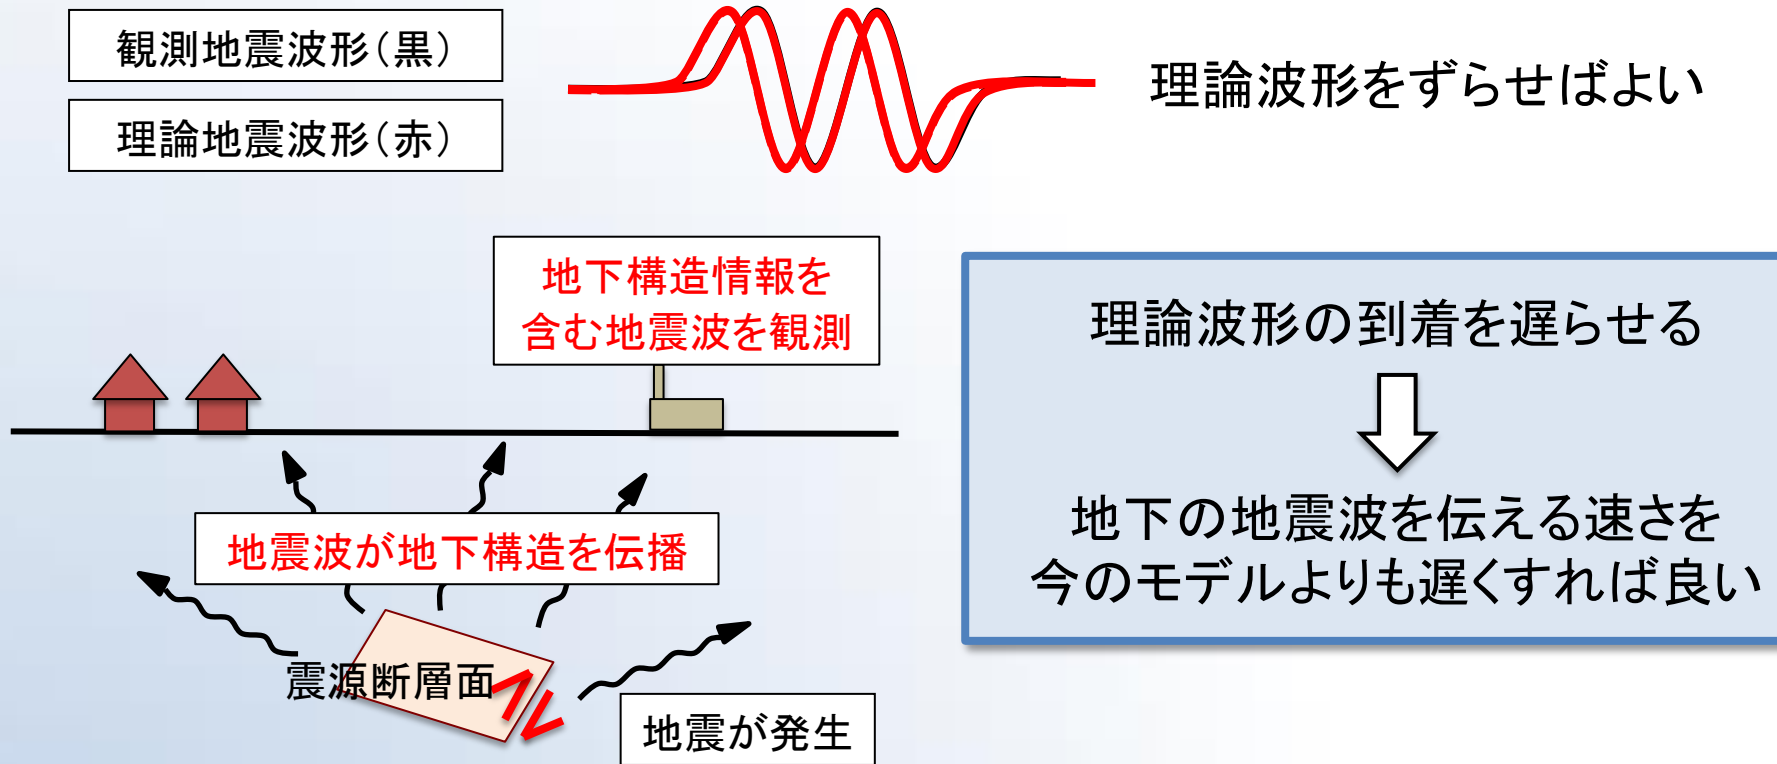 観測地震波形(黒)
理論地震波形(赤)
理論波形をずらせばよい
地下構造情報を
含む地震波を観測
地震波が地下構造を伝播
震源断層面
地震が発生
理論波形の到着を遅らせる
地下の地震波を伝える速さを
今のモデルよりも遅くすれば良い